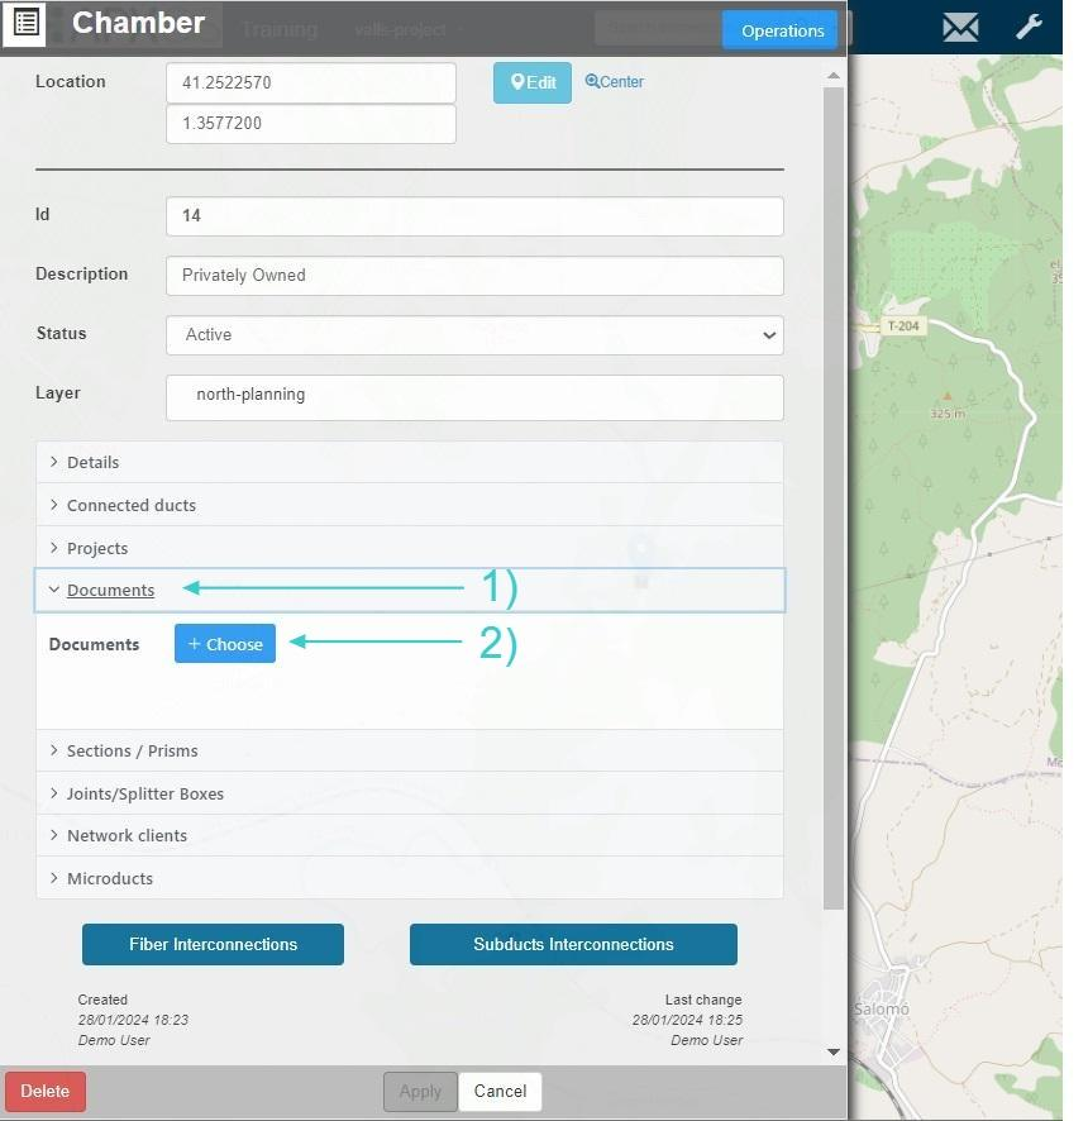 Chamber
Training
valls-project
Operations
Location
41.2522570
Edit
Center
1.3577200
Id
14
Description
Privately Owned
Status
Active
Layer
north-planning
Details
Connected ducts
Projects
Documents
1)
Documents
+ Choose
2)
Sections / Prisms
Joints/Splitter Boxes
Network clients
Microducts
Fiber Interconnections
Subducts Interconnections
Created
28/01/2024 18:23
Demo User
Last change
28/01/2024 18:25
Demo User
Delete
Apply
Cancel
T-204
325 m
Salomó